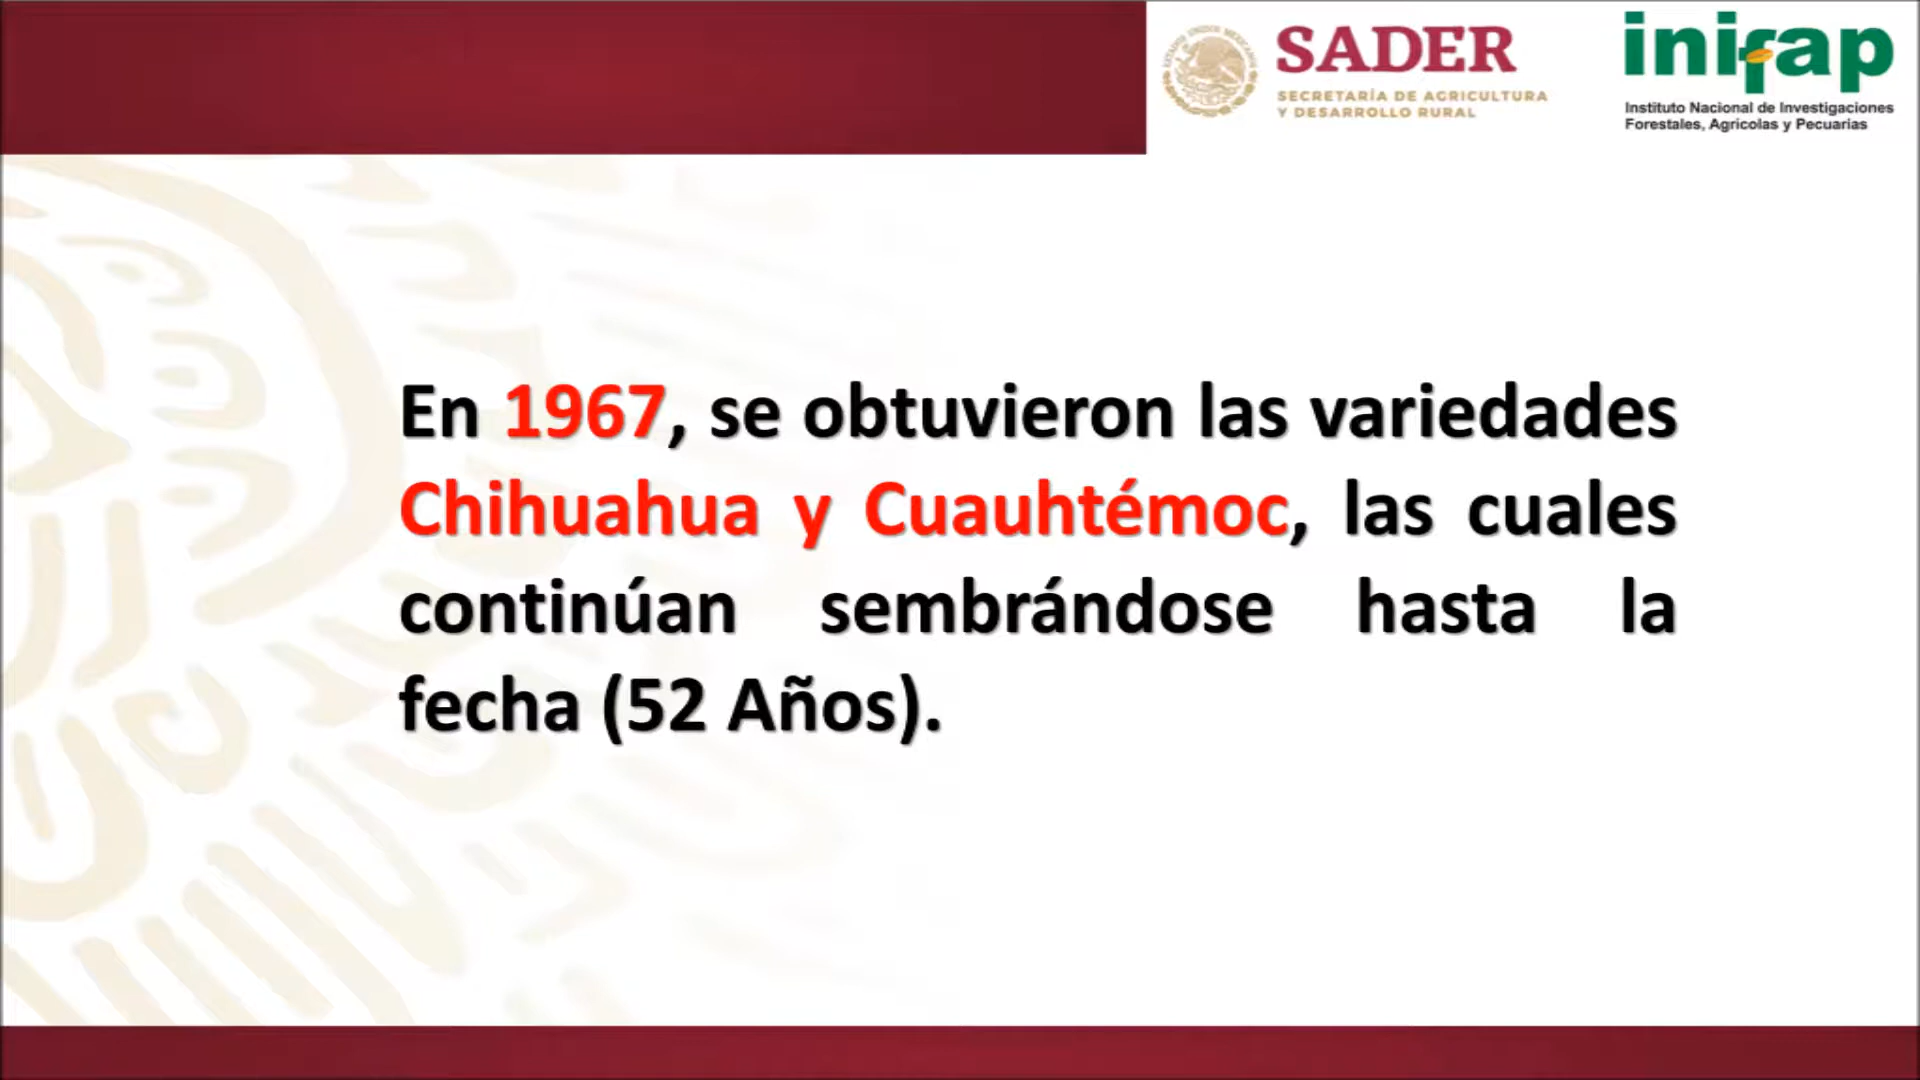 SADER
SECRETARÍA DE AGRICULTURA
Y DESARROLLO RURAL
inifap
Instituto Nacional de Investigaciones
Forestales, Agrícolas y Pecuarias
En 1967, se obtuvieron las variedades
Chihuahua y Cuauhtémoc, las cuales
continúan sembrándose hasta la
fecha (52 Años).